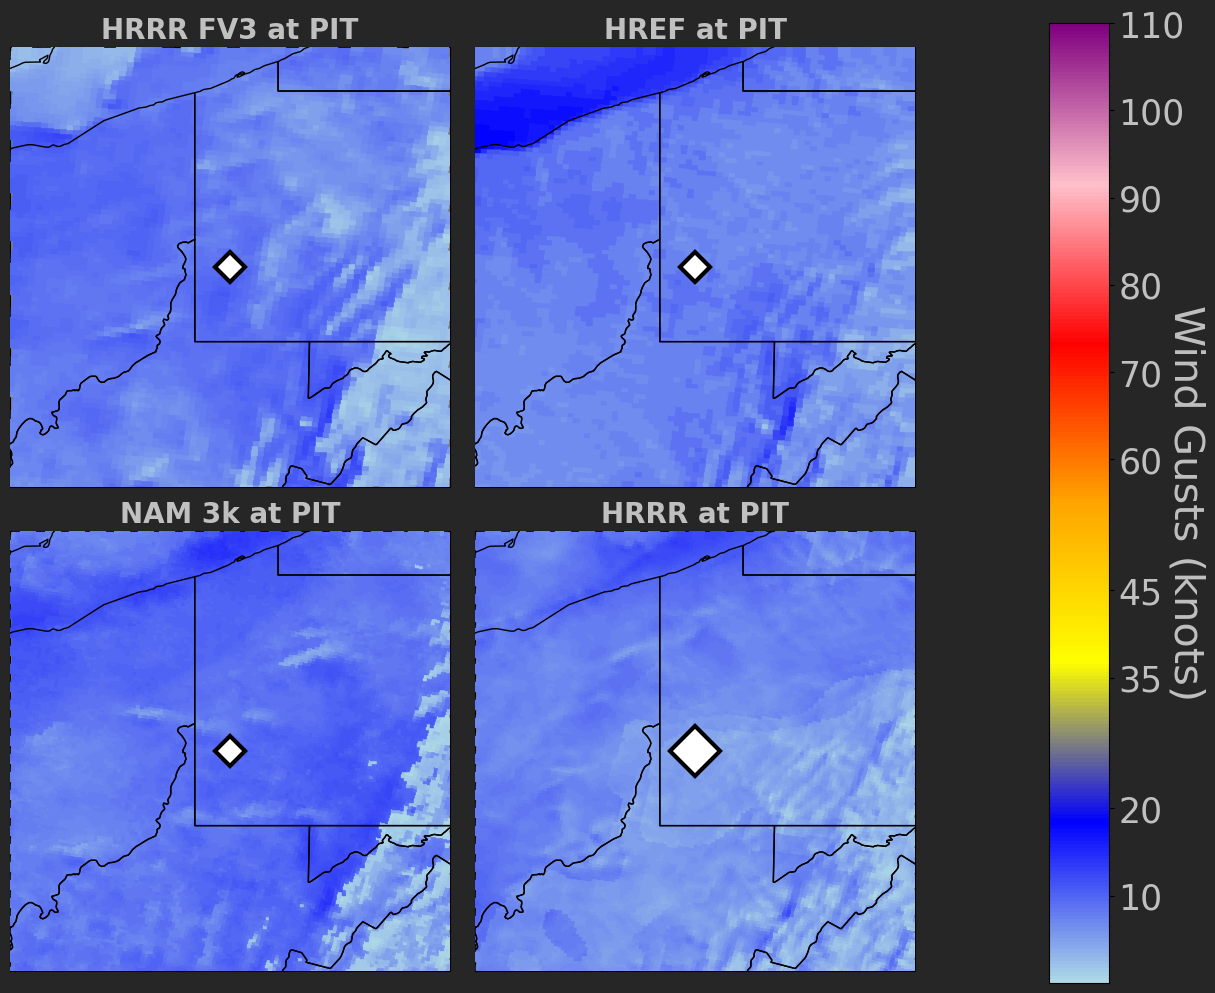 HRRR FV3 at PIT
HREF at PIT
NAM 3k at PIT
HRRR at PIT
110
100
90
80
70
60
45
35
20
10
Wind Gusts (knots)